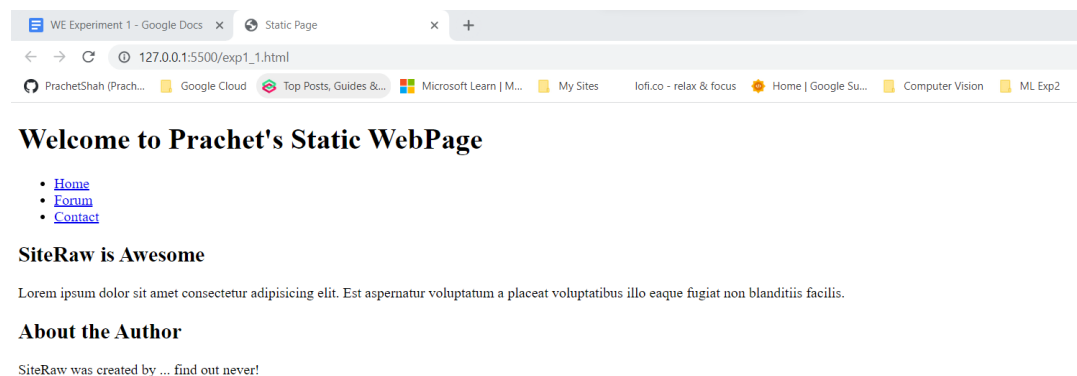 WE Experiment 1 - Google Docs Static Page
127.0.0.1:5500/exp1_1.html
PrachetShah (Prach... Google Cloud Top Posts, Guides &... Microsoft Learn | M... My Sites lofi.co - relax & focus Home | Google Su... Computer Vision ML Exp2
Welcome to Prachet's Static WebPage
Home
Forum
Contact
SiteRaw is Awesome
Lorem ipsum dolor sit amet consectetur adipisicing elit. Est aspernatur voluptatum a placeat voluptatibus illo eaque fugiat non blanditiis facilis.
About the Author
SiteRaw was created by ... find out never!